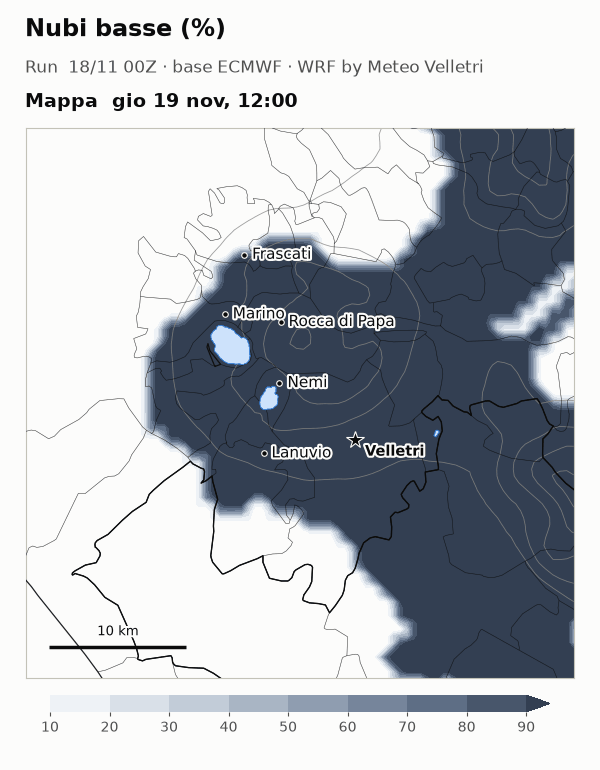 Nubi basse (%)
Run  18/11 00Z · base ECMWF · WRF by Meteo Velletri
Mappa  gio 19 nov, 12:00
Frascati
Marino
Rocca di Papa
Nemi
Velletri
Lanuvio
10 km
10 20 30 40 50 60 70 80 90